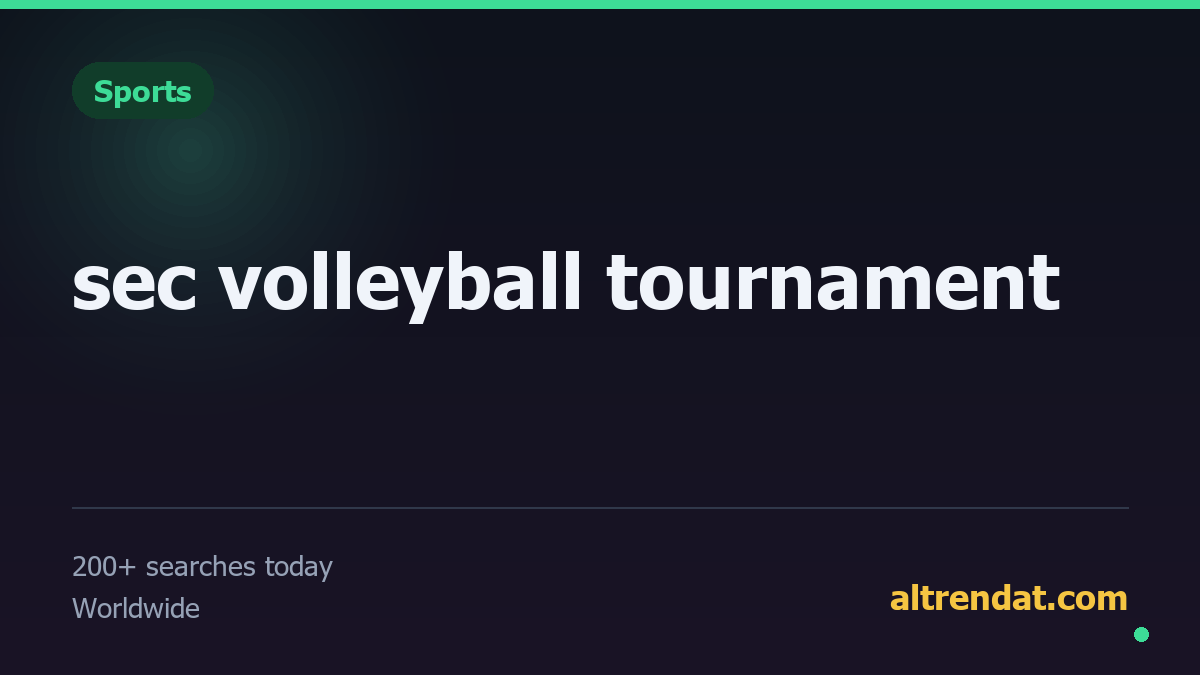 Sports
sec volleyball tournament
200+ searches today
Worldwide
altrendat.com